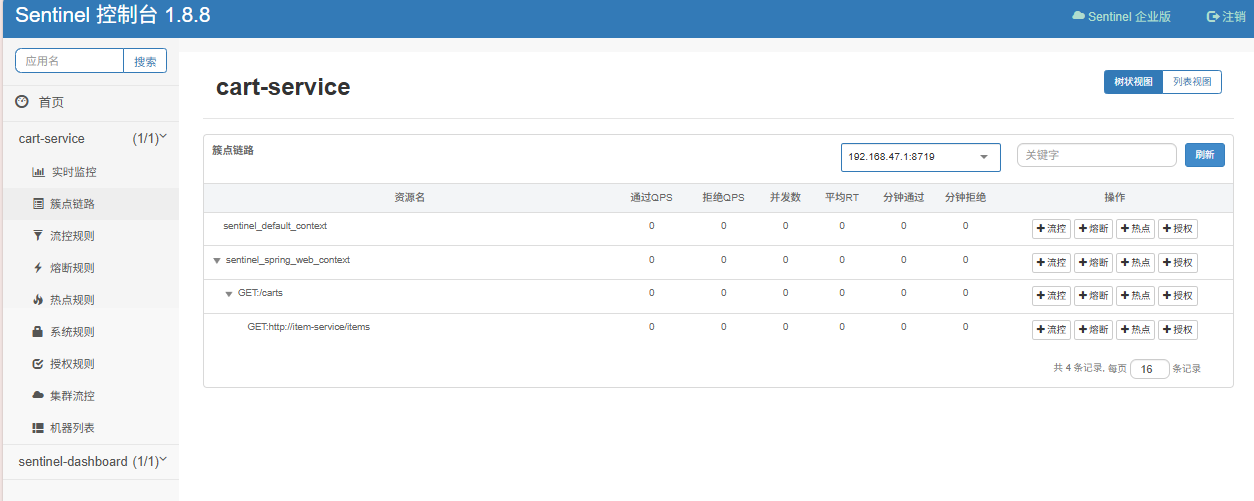 Sentinel 控制台 1.8.8
Sentinel 企业版 注销
应用名 搜索
首页
cart-service (1/1)
实时监控
簇点链路
流控规则
熔断规则
热点规则
系统规则
授权规则
集群流控
机器列表
sentinel-dashboard (1/1)
cart-service
树状视图 列表视图
簇点链路 192.168.47.1:8719 关键字 刷新
资源名 通过QPS 拒绝QPS 并发数 平均RT 分钟通过 分钟拒绝 操作
sentinel_default_context 0 0 0 0 0 0 流控 熔断 热点 授权
sentinel_spring_web_context 0 0 0 0 0 0 流控 熔断 热点 授权
GET:/carts 0 0 0 0 0 0 流控 熔断 热点 授权
GET:http://item-service/items 0 0 0 0 0 0 流控 熔断 热点 授权
共 4 条记录, 每页 16 条记录